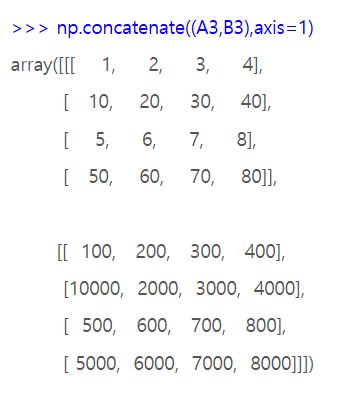 >>> np.concatenate((A3,B3),axis=1)
array([[[ 1, 2, 3, 4],
[ 10, 20, 30, 40],
[ 5, 6, 7, 8],
[ 50, 60, 70, 80]],
[[ 100, 200, 300, 400],
[10000, 2000, 3000, 4000],
[ 500, 600, 700, 800],
[ 5000, 6000, 7000, 8000]]])